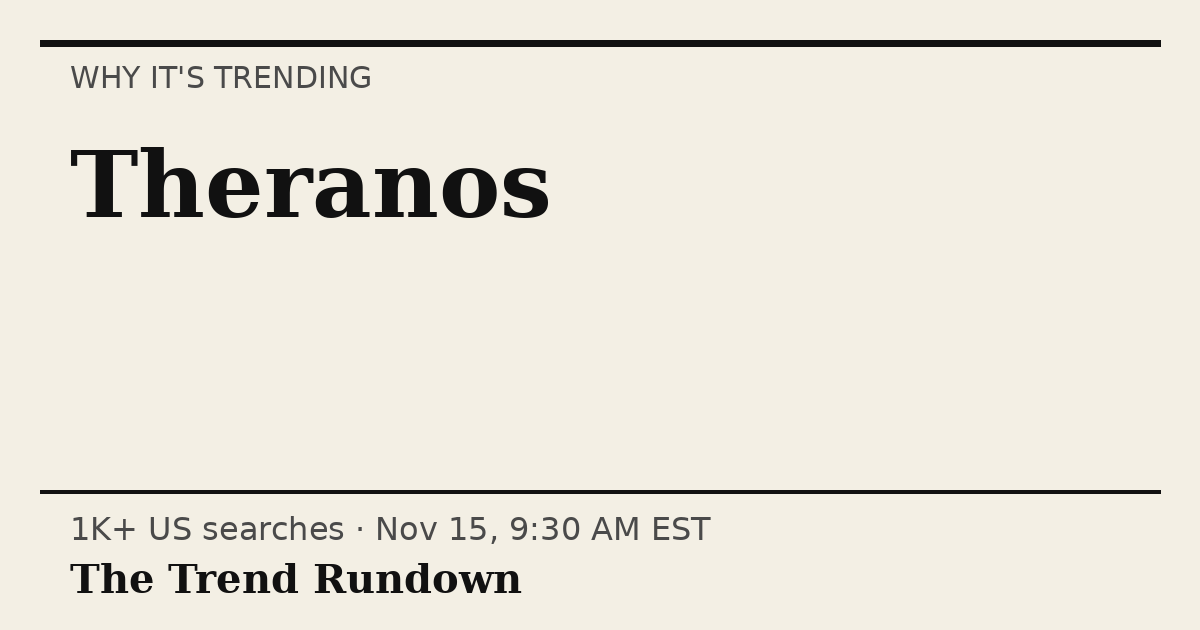 WHY IT'S TRENDING
Theranos
1K+ US searches · Nov 15, 9:30 AM EST
The Trend Rundown